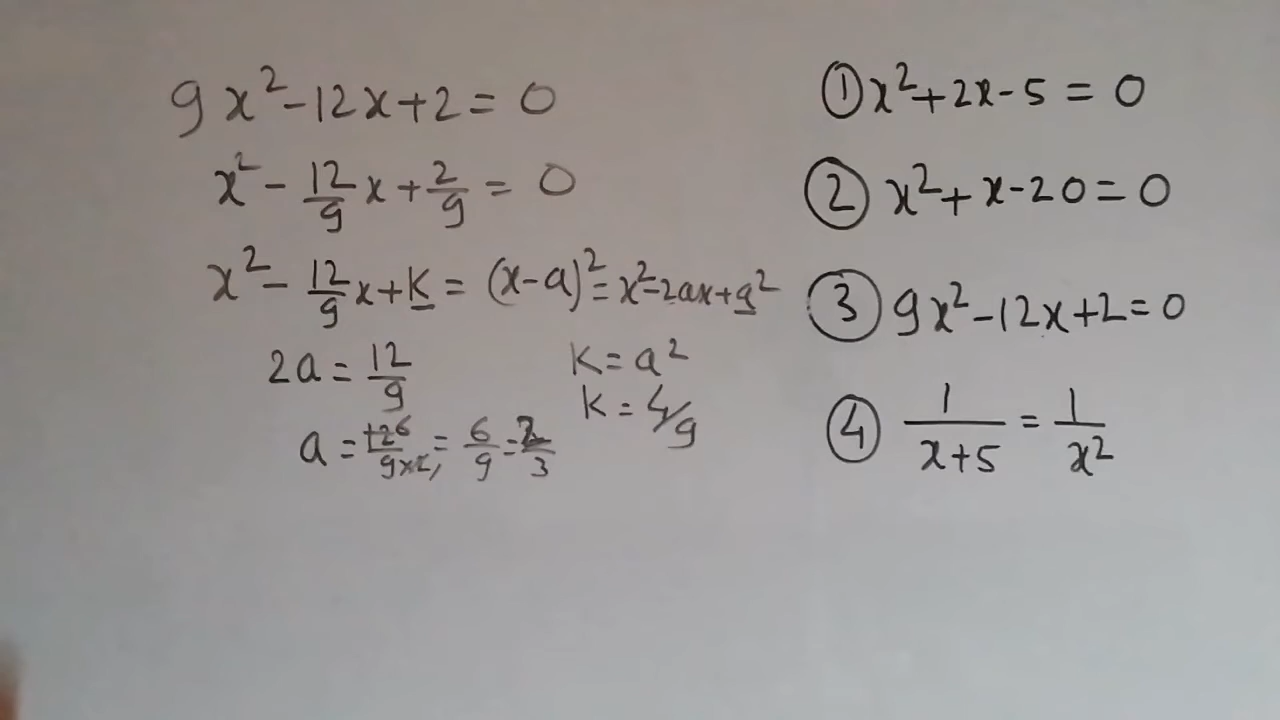 9x² - 12x + 2 = 0
x² - 12/9 x + 2/9 = 0
x² - 12/9 x + k = (x - a)² = x² - 2ax + a²
2a = 12/9
k = a²
k = 4/9
a = 126/9×2 = 6/9 = 2/3
① x² + 2x - 5 = 0
② x² + x - 20 = 0
③ 9x² - 12x + 2 = 0
④ 1/(x+5) = 1/x²